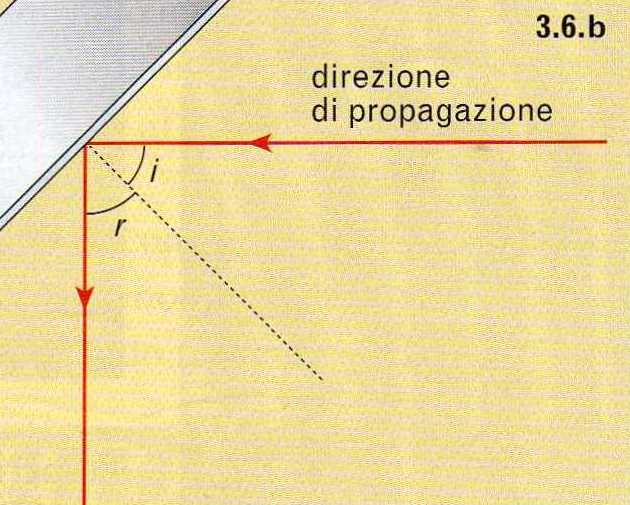 3.6.b
direzione
di propagazione
i
r